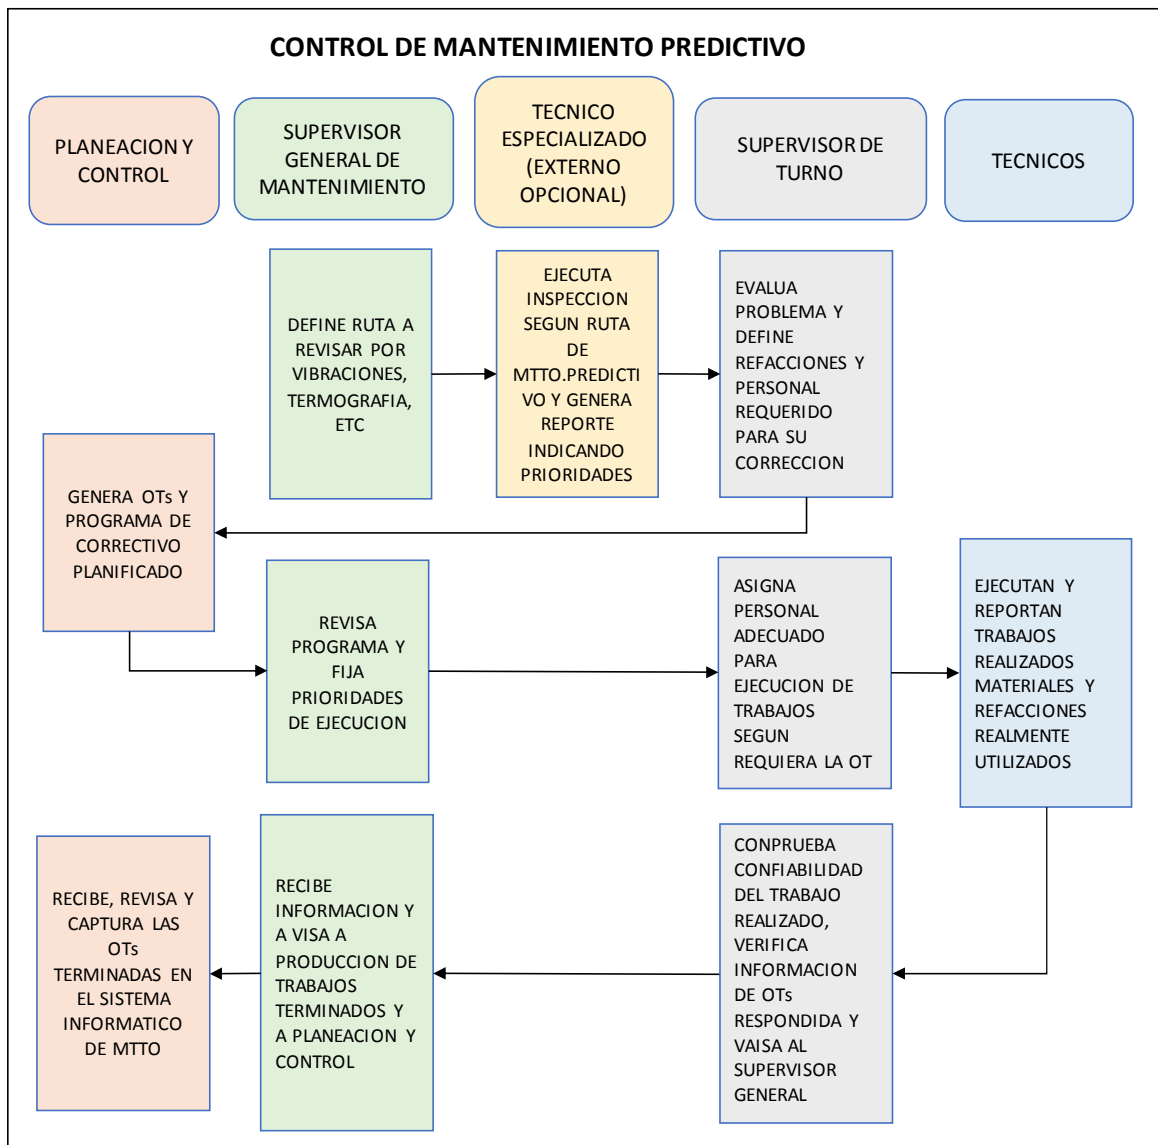 CONTROL DE MANTENIMIENTO PREDICTIVO
PLANEACION Y
CONTROL
SUPERVISOR
GENERAL DE
MANTENIMIENTO
TECNICO
ESPECIALIZADO
(EXTERNO
OPCIONAL)
SUPERVISOR DE
TURNO
TECNICOS
DEFINE RUTA A
REVISAR POR
VIBRACIONES,
TERMOGRAFIA,
ETC
EJECUTA
INSPECCION
SEGUN RUTA
DE
MTTO.PREDICTI
VO Y GENERA
REPORTE
INDICANDO
PRIORIDADES
EVALUA
PROBLEMA Y
DEFINE
REFACCIONES Y
PERSONAL
REQUERIDO
PARA SU
CORRECCION
GENERA OTs Y
PROGRAMA DE
CORRECTIVO
PLANIFICADO
REVISA
PROGRAMA Y
FIJA
PRIORIDADES
DE EJECUCION
ASIGNA
PERSONAL
ADECUADO
PARA
EJECUCION DE
TRABAJOS
SEGUN
REQUIERA LA OT
EJECUTAN Y
REPORTAN
TRABAJOS
REALIZADOS
MATERIALES Y
REFACCIONES
REALMENTE
UTILIZADOS
CONPRUEBA
CONFIABILIDAD
DEL TRABAJO
REALIZADO,
VERIFICA
INFORMACION
DE OTs
RESPONDIDA Y
VAISA AL
SUPERVISOR
GENERAL
RECIBE
INFORMACION Y
A VISA A
PRODUCCION DE
TRABAJOS
TERMINADOS Y
A PLANEACION Y
CONTROL
RECIBE, REVISA Y
CAPTURA LAS
OTs
TERMINADAS EN
EL SISTEMA
INFORMATICO
DE MTTO